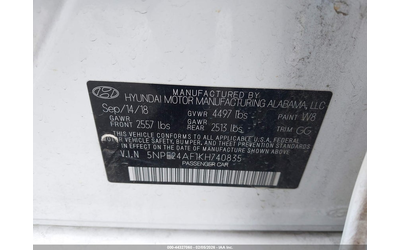 MANUFACTURED BY
HYUNDAI MOTOR MANUFACTURING ALABAMA, LLC
Sep/14/18 GVWR 4497 lbs PAINT W8
GAWR FRONT 2557 lbs GAWR REAR 2513 lbs TRIM GG
THIS VEHICLE CONFORMS TO ALL APPLICABLE
U.S. FEDERAL MOTOR VEHICLE
SAFETY, BUMPER, AND THEFT PREVENTION STANDARDS
IN EFFECT ON THE DATE OF MANUFACTURE SHOWN ABOVE.
V.I.N 5NPE24AF1KH740835
PASSENGER CAR